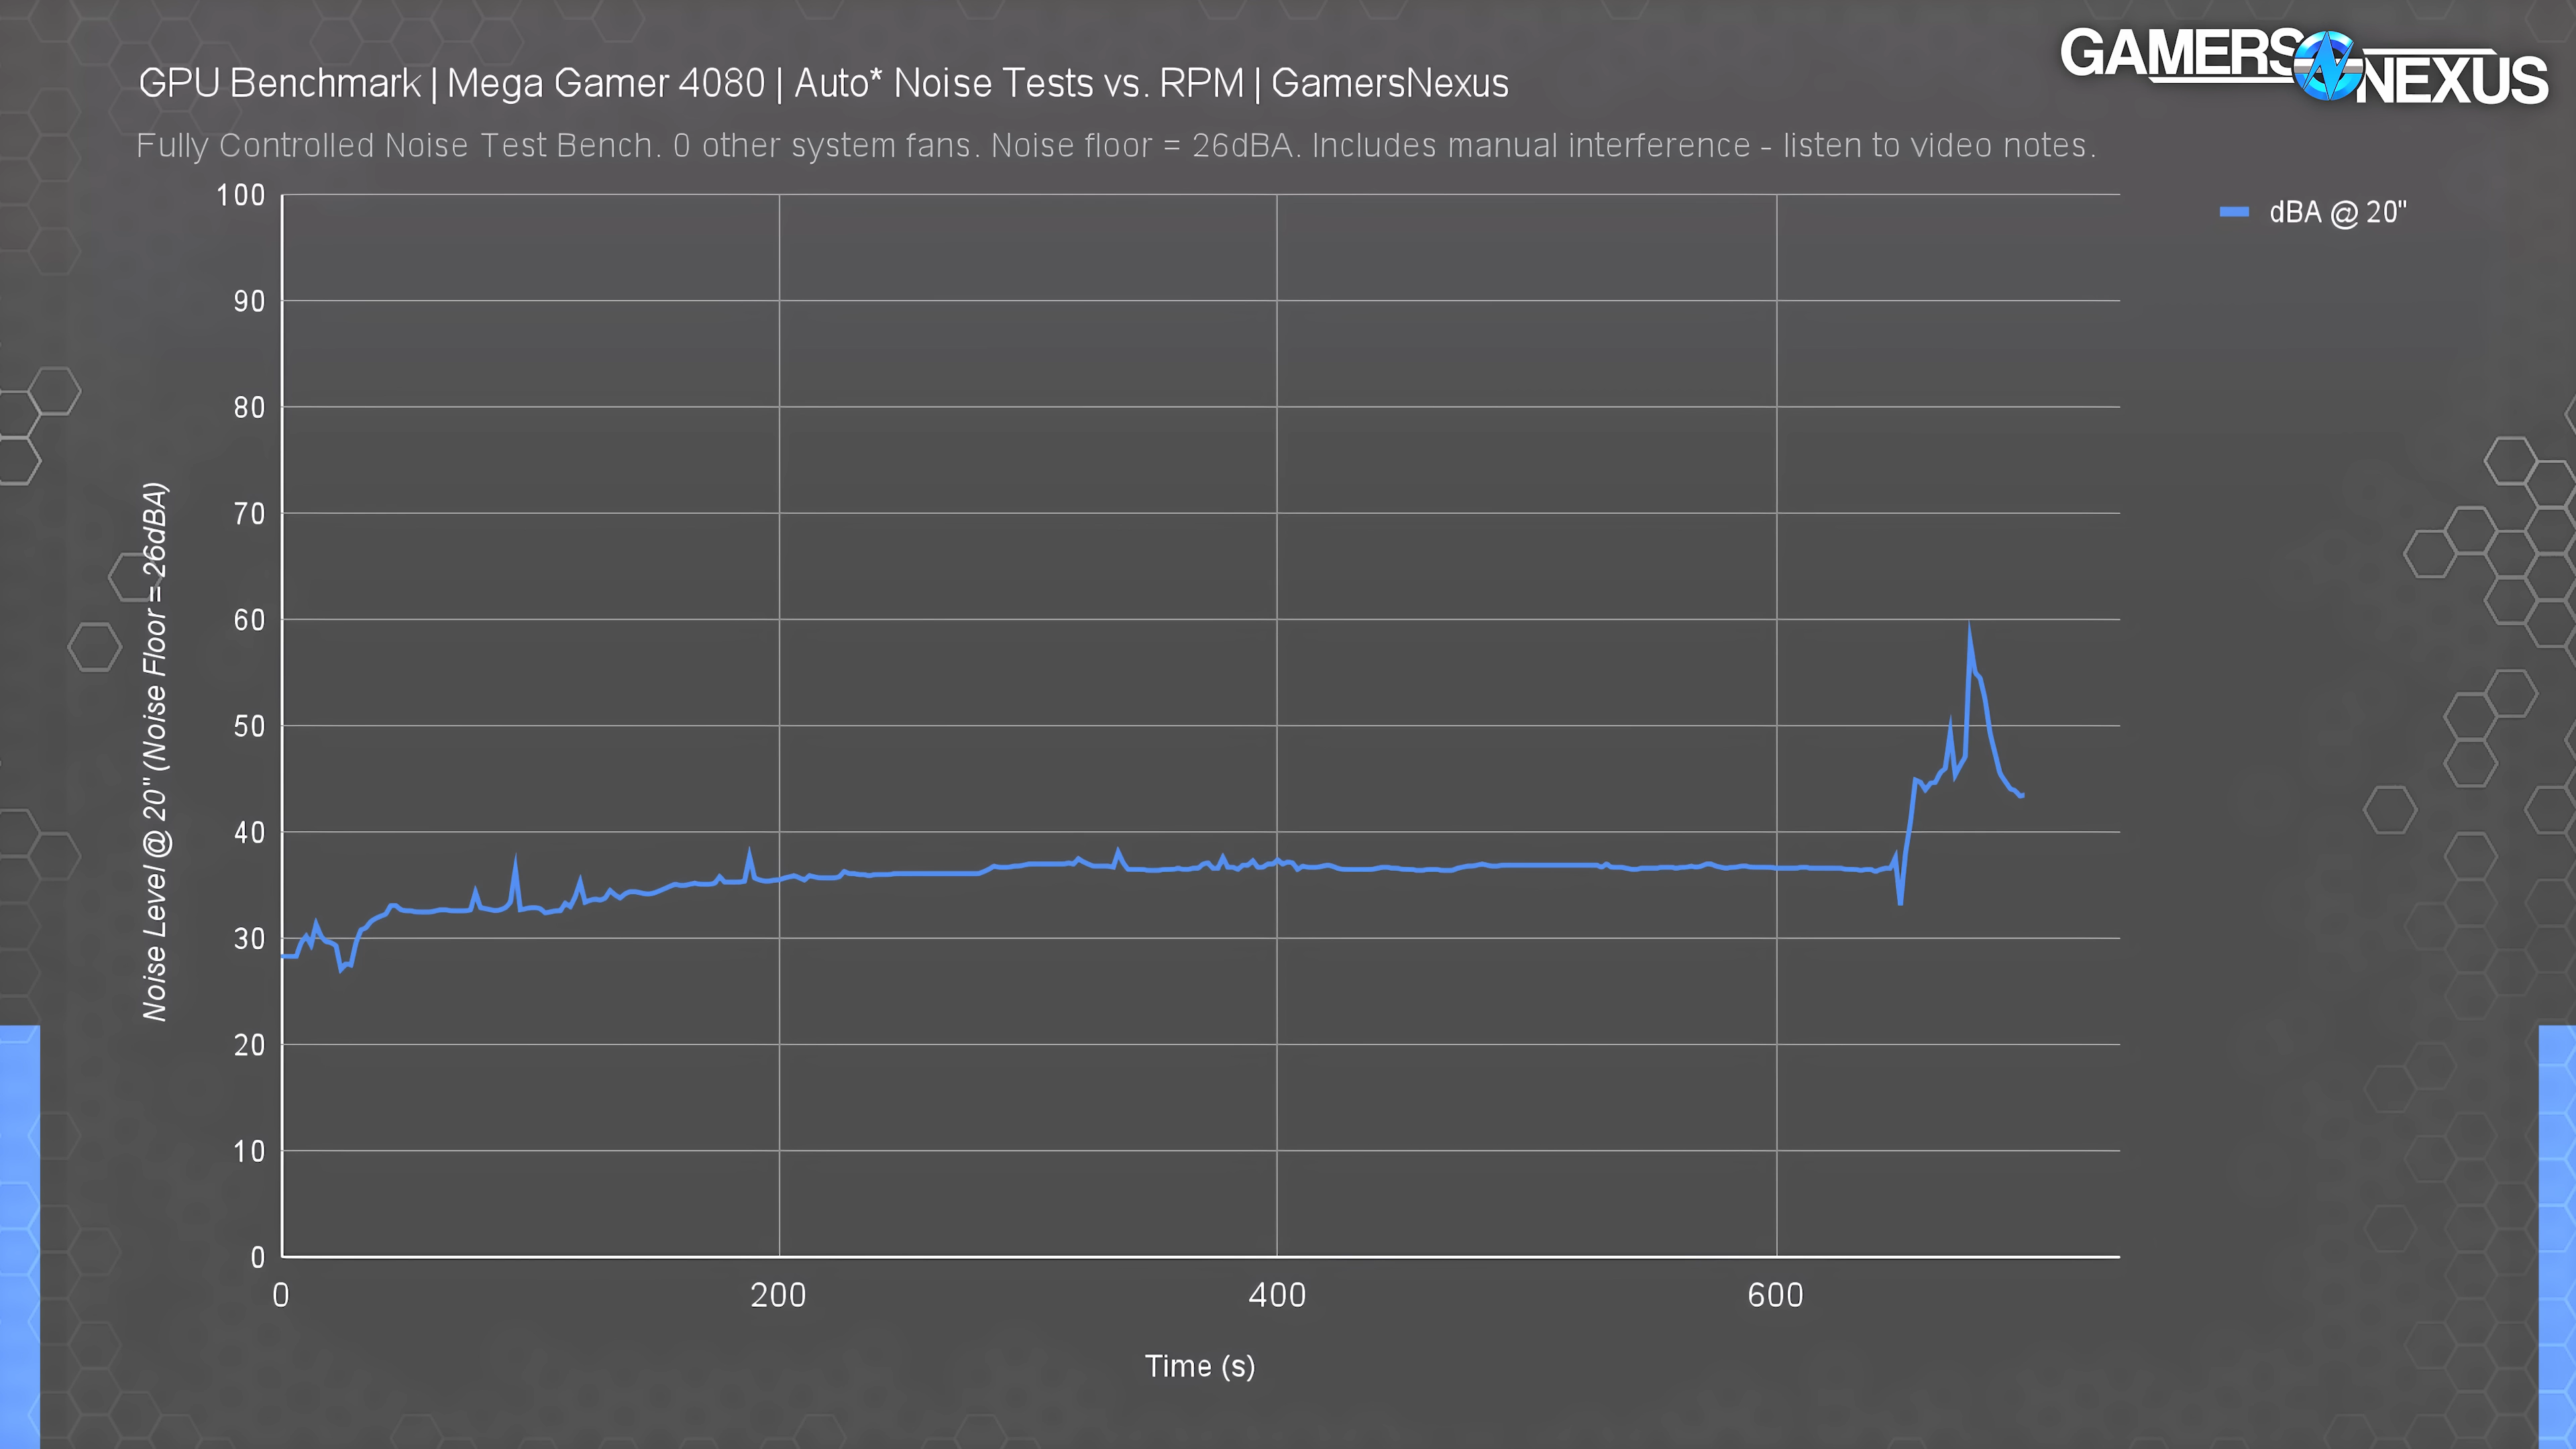 GAMERS NEXUS
GPU Benchmark | Mega Gamer 4080 | Auto* Noise Tests vs. RPM | GamersNexus
Fully Controlled Noise Test Bench. 0 other system fans. Noise floor = 26dBA. Includes manual interference - listen to video notes.
dBA @ 20"
Noise Level @ 20" (Noise Floor = 26dBA)
100
90
80
70
60
50
40
30
20
10
0
0 200 400 600
Time (s)